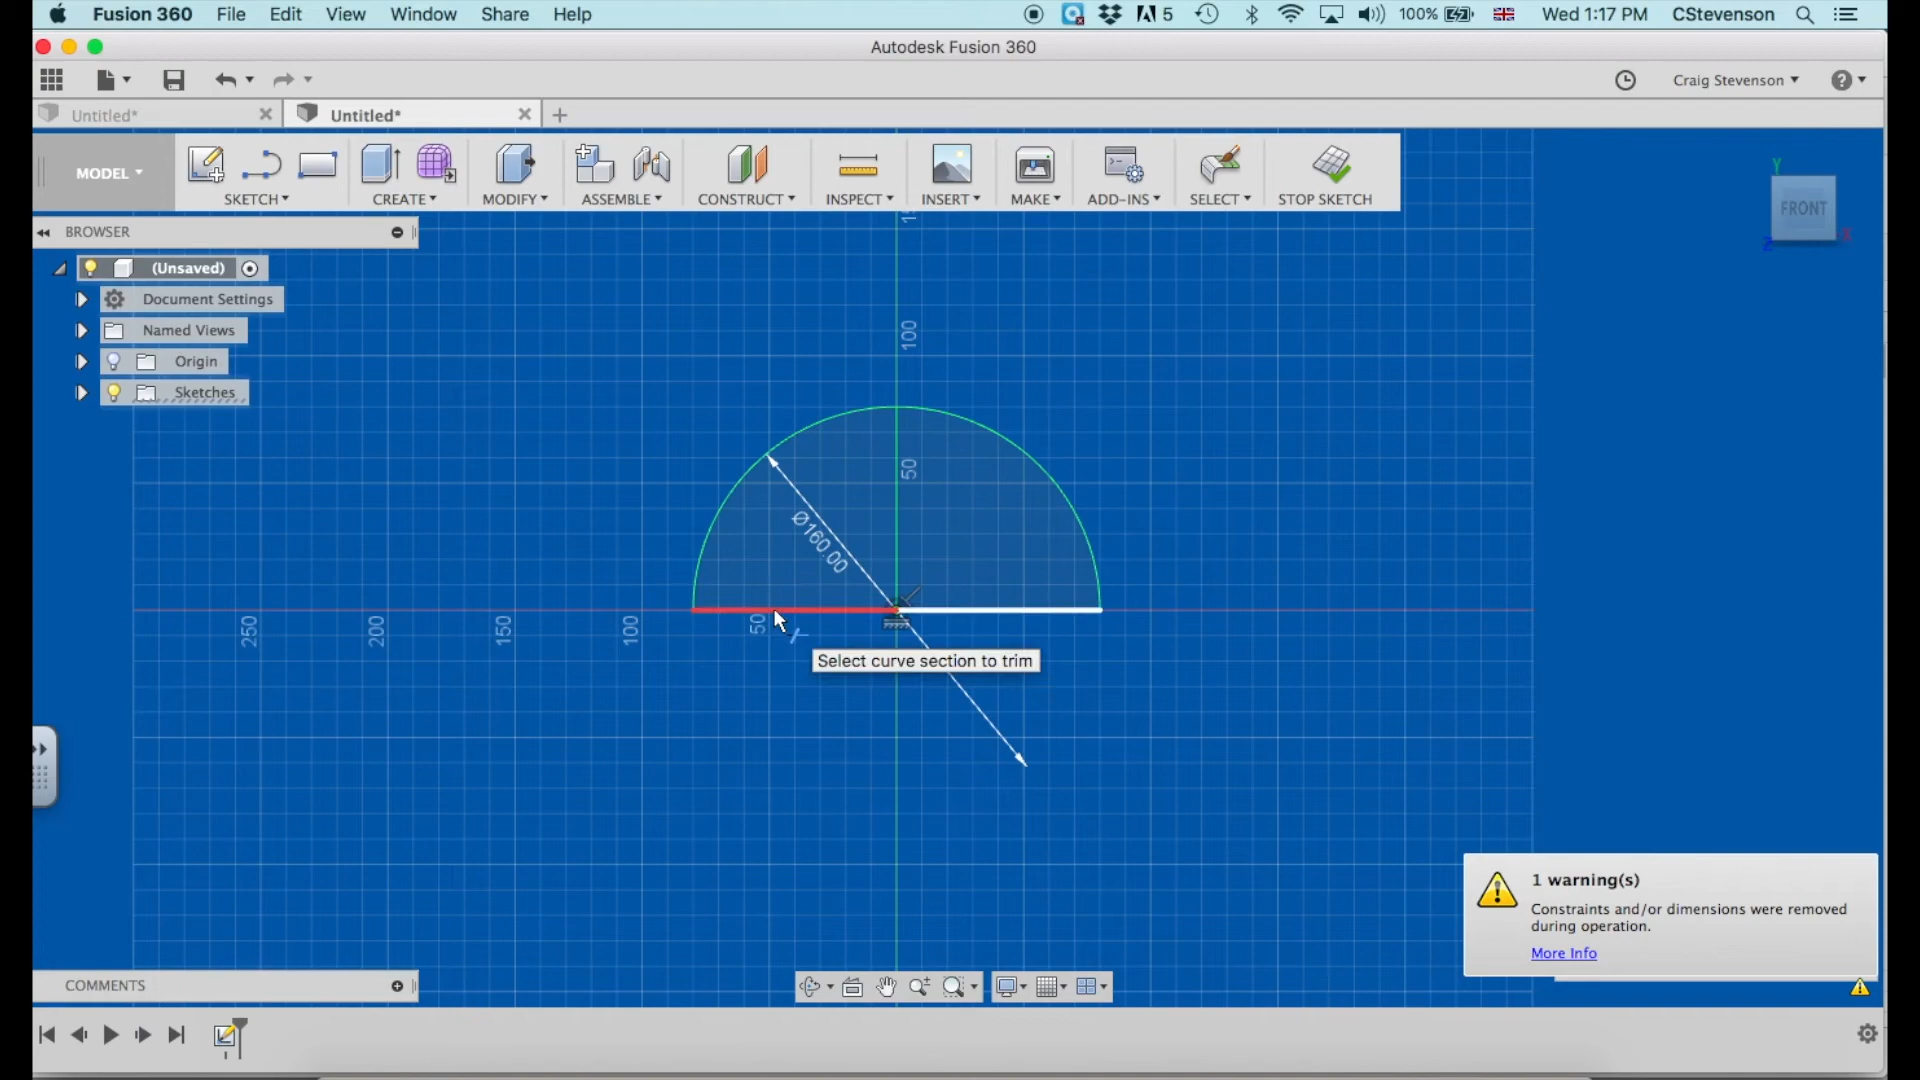 Fusion 360 File Edit View Window Share Help 5 100% Wed 1:17 PM CStevenson
Autodesk Fusion 360
Craig Stevenson
Untitled* Untitled*
MODEL SKETCH CREATE MODIFY ASSEMBLE CONSTRUCT INSPECT INSERT MAKE ADD-INS SELECT STOP SKETCH
BROWSER
(Unsaved)
Document Settings
Named Views
Origin
Sketches
Y
FRONT
Z X
100
50
Ø160.00
250 200 150 100 50
Select curve section to trim
1 warning(s)
Constraints and/or dimensions were removed
during operation.
More Info
COMMENTS